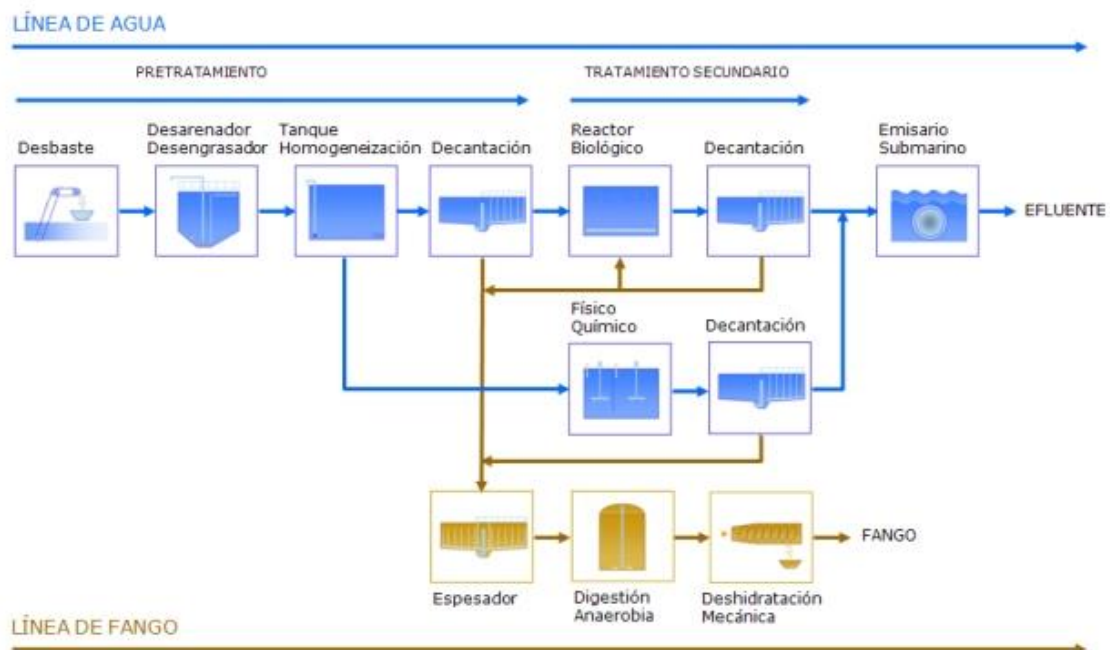 LÍNEA DE AGUA
PRETRATAMIENTO
TRATAMIENTO SECUNDARIO
Desbaste
Desarenador
Desengrasador
Tanque
Homogeneización
Decantación
Reactor
Biológico
Decantación
Emisario
Submarino
EFLUENTE
Físico
Químico
Decantación
FANGO
Espesador
Digestión
Anaerobia
Deshidratación
Mecánica
LÍNEA DE FANGO